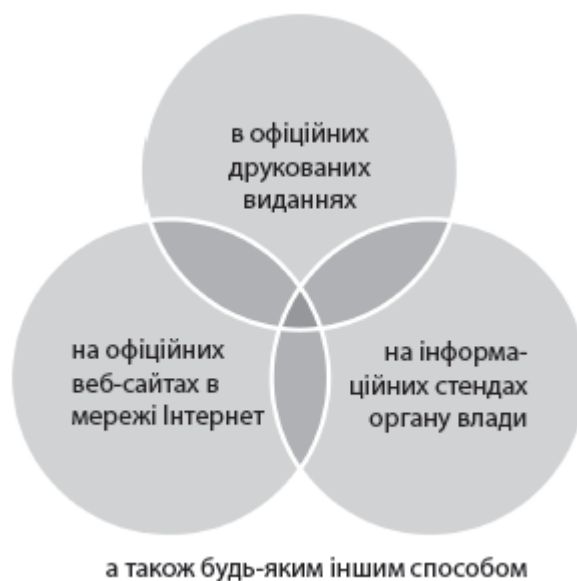 в офіційних
друкованих
виданнях
на офіційних
веб-сайтах в
мережі Інтернет
на інформа-
ційних стендах
органу влади
а також будь-яким іншим способом